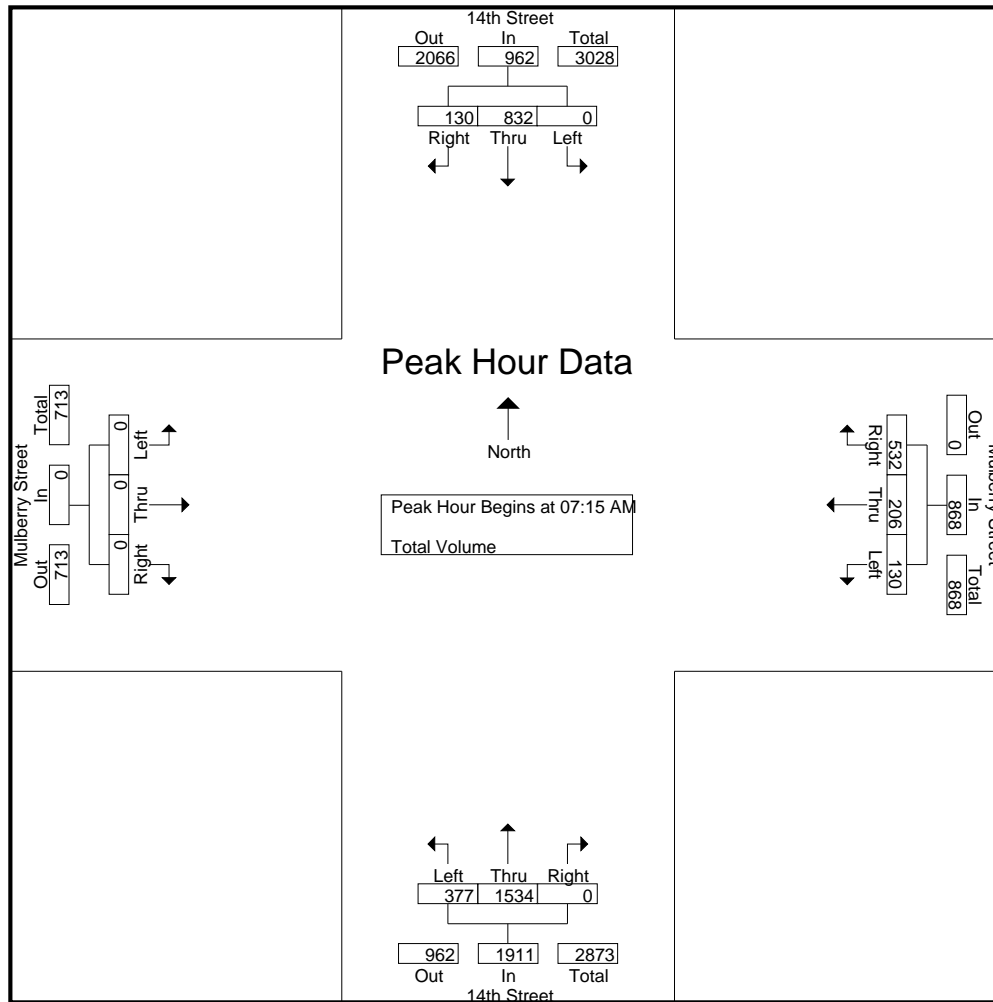 14th Street
Out In Total
2066 962 3028
130 832 0
Right Thru Left
Peak Hour Data
North
Peak Hour Begins at 07:15 AM
Total Volume
Mulberry Street
Total In Out
713 0 713
0 0 0
Left Thru Right
Mulberry Street
Out In Total
0 868 868
532 206 130
Right Thru Left
Left Thru Right
377 1534 0
962 1911 2873
Out In Total
14th Street